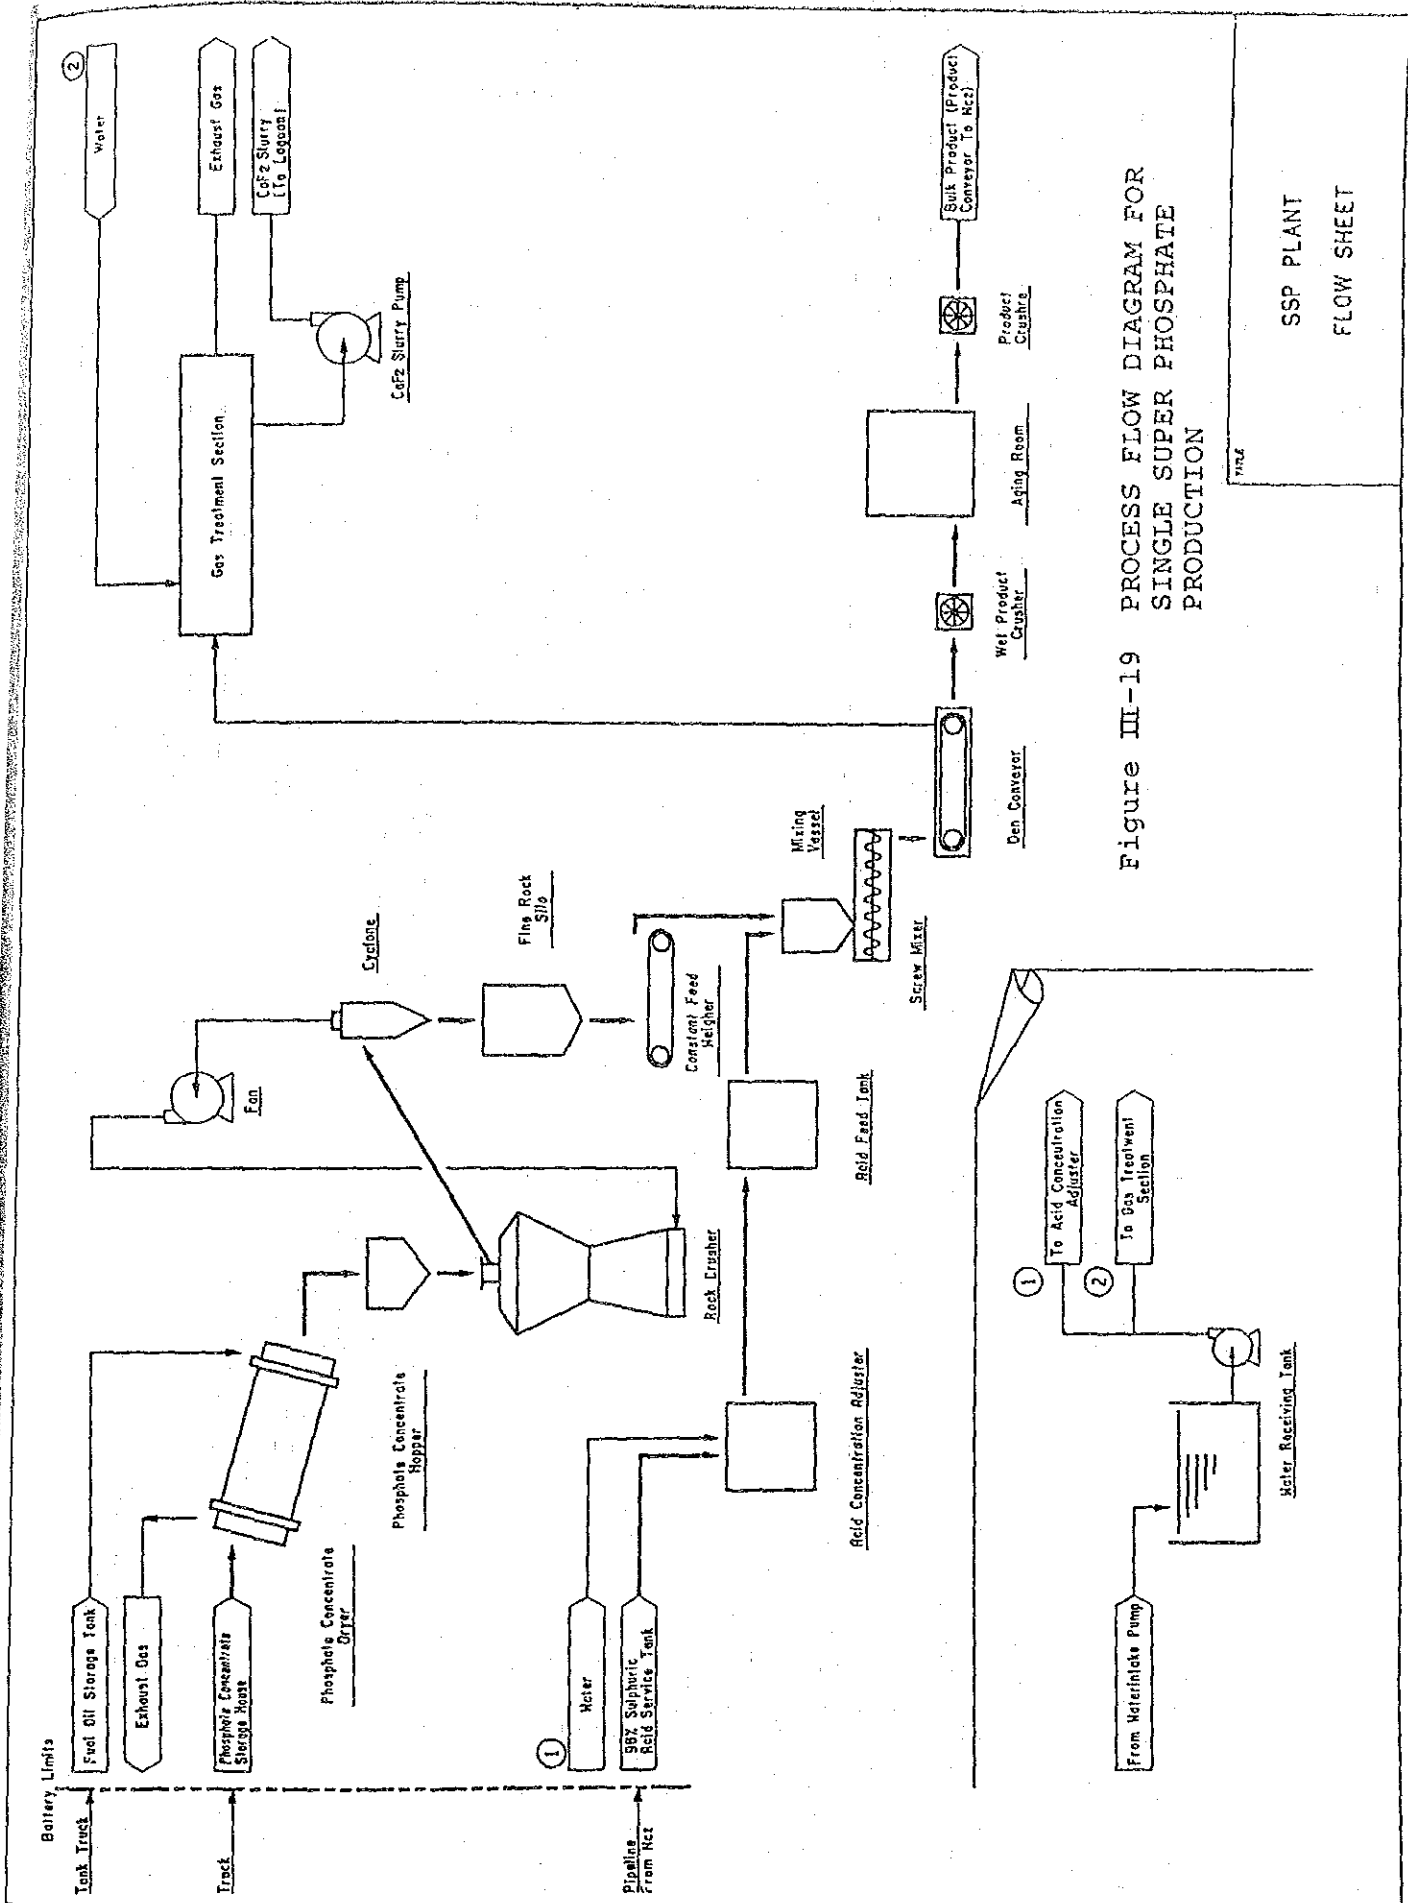 Battery Limits
Tank Truck
Fuel Oil Storage Tank
Exhaust Gas
Truck
Phosphate Concentrate
Storage House
Phosphate Concentrate
Dryer
Phosphate Concentrate
Hopper
Rock Crusher
Fan
Cyclone
Fine Rock
Silo
Constant Feed
Weigher
1
Water
Pipeline
From Ncz
98% Sulphuric
Acid Service Tank
Acid Concentration Adjuster
Acid Feed Tank
Mixing
Vessel
Screw Mixer
Den Conveyor
Wet Product
Crusher
Aging Room
Product
Crushre
Bulk Product (Product
Conveyor To Ncz)
2
Water
Gas Treatment Section
Exhaust Gas
CaF2 Slurry
(To Lagoon)
CaF2 Slurry Pump
From Waterintake Pump
Water Receiving Tank
1
To Acid Conceutration
Adjuster
2
To Gas Treatwent
Section
Figure III-19 PROCESS FLOW DIAGRAM FOR
SINGLE SUPER PHOSPHATE
PRODUCTION
TITLE
SSP PLANT
FLOW SHEET